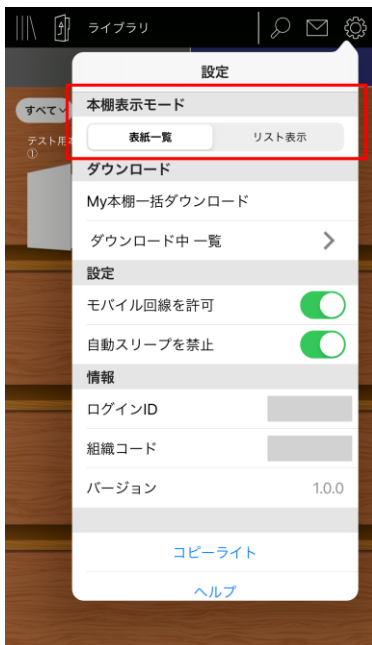 ライブラリ
設定
本棚表示モード
すべて
表紙一覧
リスト表示
テスト用
①
ダウンロード
My本棚一括ダウンロード
ダウンロード中 一覧
設定
モバイル回線を許可
自動スリープを禁止
情報
ログインID
組織コード
バージョン 1.0.0
コピーライト
ヘルプ